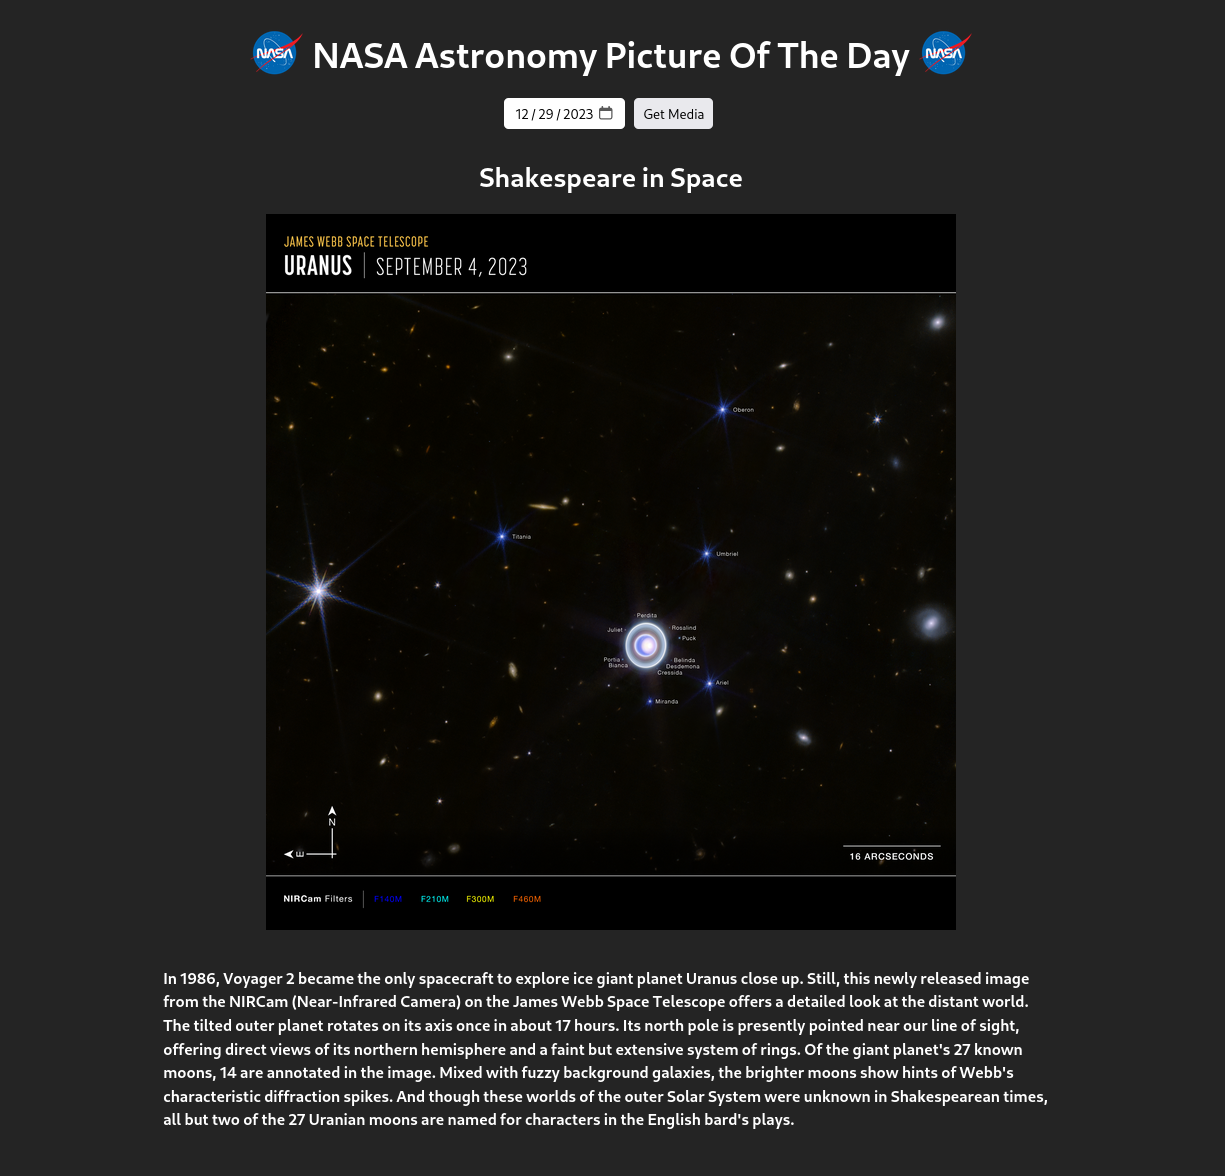 NASA NASA Astronomy Picture Of The Day NASA
12 / 29 / 2023 Get Media
Shakespeare in Space
JAMES WEBB SPACE TELESCOPE
URANUS | SEPTEMBER 4, 2023
Oberon
Titania
Umbriel
Perdita
Juliet
Rosalind
Puck
Portia
Belinda
Bianca
Desdemona
Cressida
Ariel
Miranda
N
E
16 ARCSECONDS
NIRCam Filters | F140M F210M F300M F460M
In 1986, Voyager 2 became the only spacecraft to explore ice giant planet Uranus close up. Still, this newly released image
from the NIRCam (Near-Infrared Camera) on the James Webb Space Telescope offers a detailed look at the distant world.
The tilted outer planet rotates on its axis once in about 17 hours. Its north pole is presently pointed near our line of sight,
offering direct views of its northern hemisphere and a faint but extensive system of rings. Of the giant planet's 27 known
moons, 14 are annotated in the image. Mixed with fuzzy background galaxies, the brighter moons show hints of Webb's
characteristic diffraction spikes. And though these worlds of the outer Solar System were unknown in Shakespearean times,
all but two of the 27 Uranian moons are named for characters in the English bard's plays.